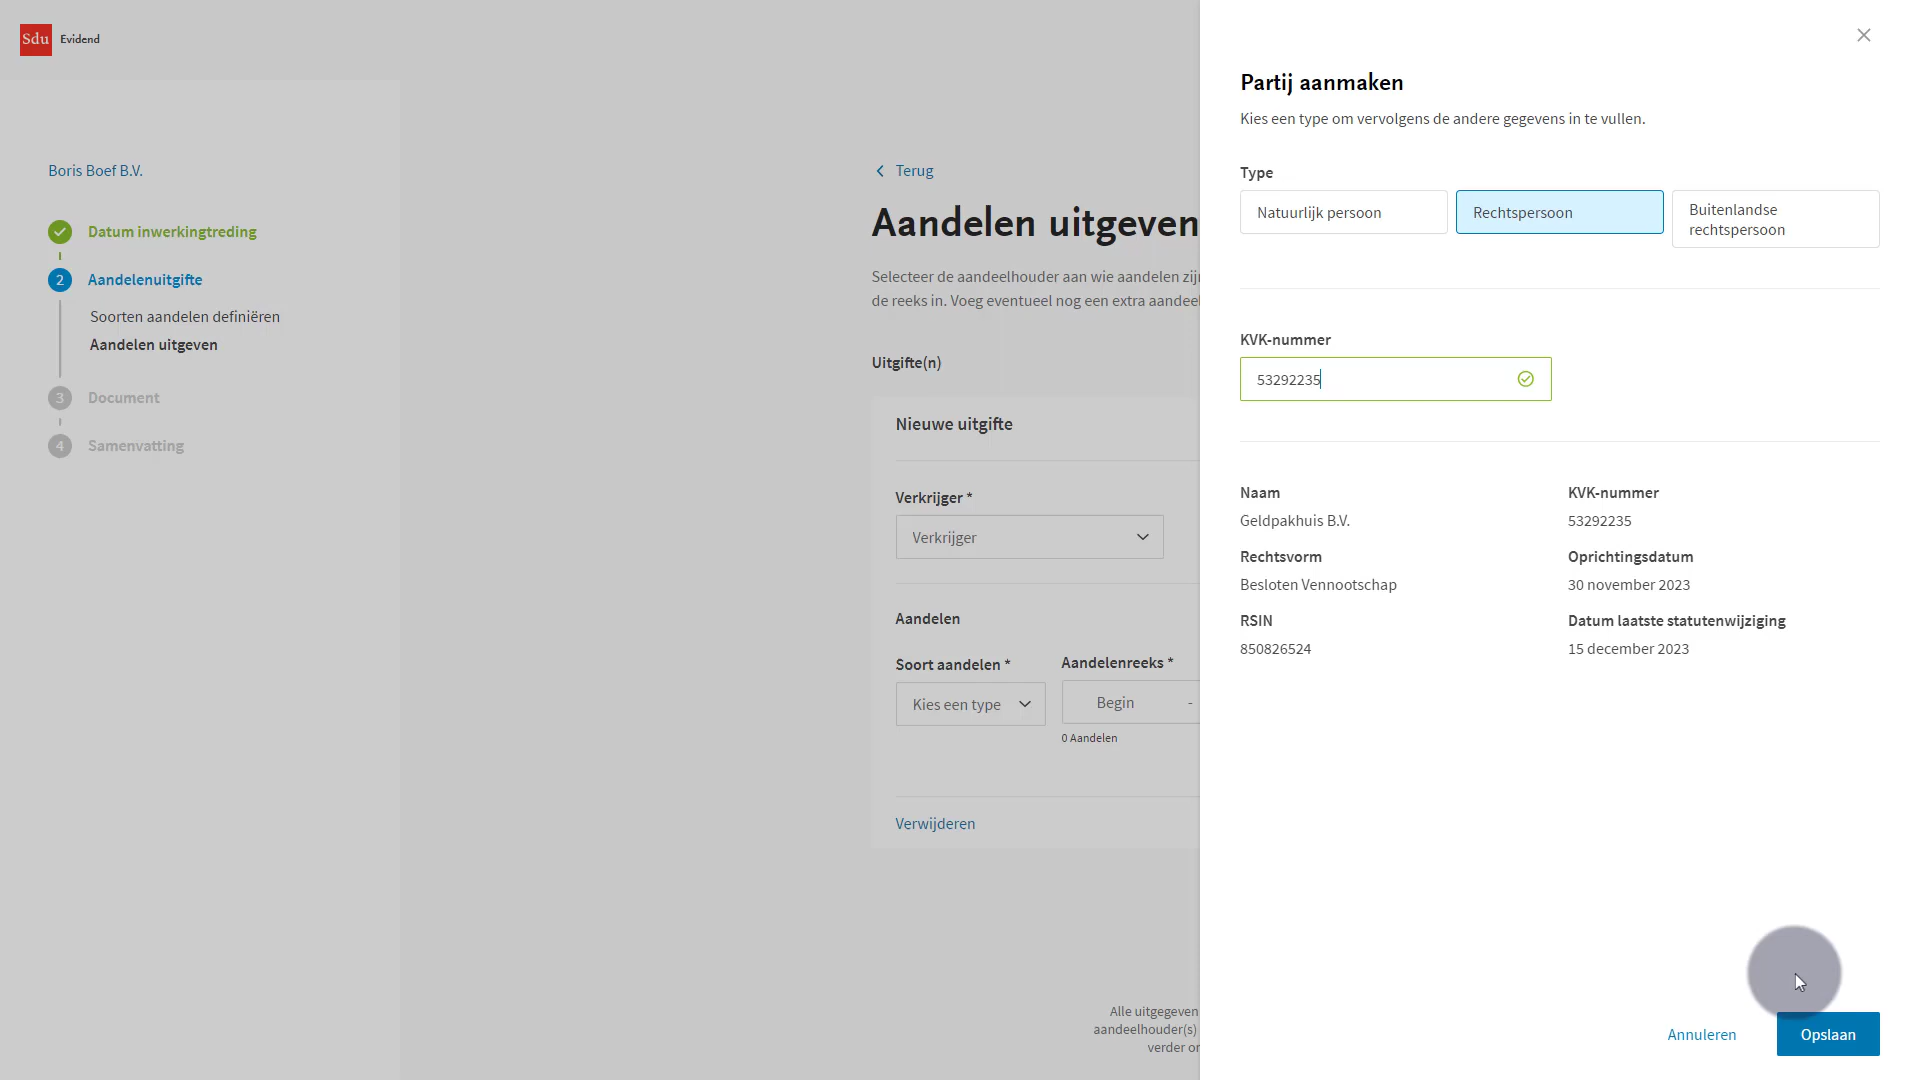 Sdu Evidend
Boris Boef B.V.
Datum inwerkingtreding
2 Aandelenuitgifte
Soorten aandelen definiëren
Aandelen uitgeven
3 Document
4 Samenvatting
Terug
Aandelen uitgeven
Selecteer de aandeelhouder aan wie aandelen zij
de reeks in. Voeg eventueel nog een extra aandeel
Uitgifte(n)
Nieuwe uitgifte
Verkrijger *
Verkrijger
Aandelen
Soort aandelen *
Aandelenreeks *
Kies een type
Begin -
0 Aandelen
Verwijderen
Alle uitgegeven
aandeelhouder(s)
verder
Partij aanmaken
Kies een type om vervolgens de andere gegevens in te vullen.
Type
Natuurlijk persoon
Rechtspersoon
Buitenlandse
rechtspersoon
KVK-nummer
53292235
Naam
Geldpakhuis B.V.
KVK-nummer
53292235
Rechtsvorm
Besloten Vennootschap
Oprichtingsdatum
30 november 2023
RSIN
850826524
Datum laatste statutenwijziging
15 december 2023
Annuleren
Opslaan